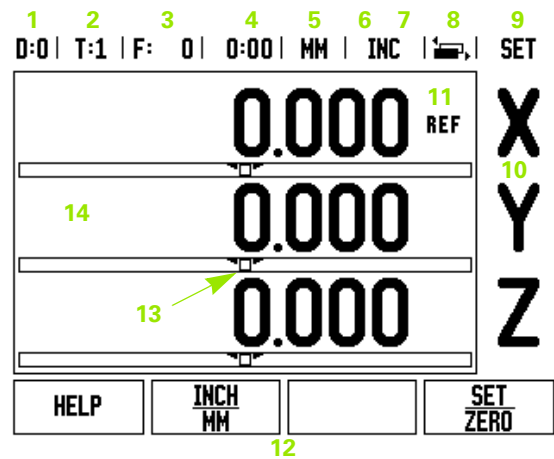 1 2 3 4 5 6 7 8 9
D:0 | T:1 | F: 0 | 0:00 | MM | INC | | SET
0.000 11 X
REF
10
14 0.000 Y
13 0.000 Z
HELP INCH MM SET ZERO
12